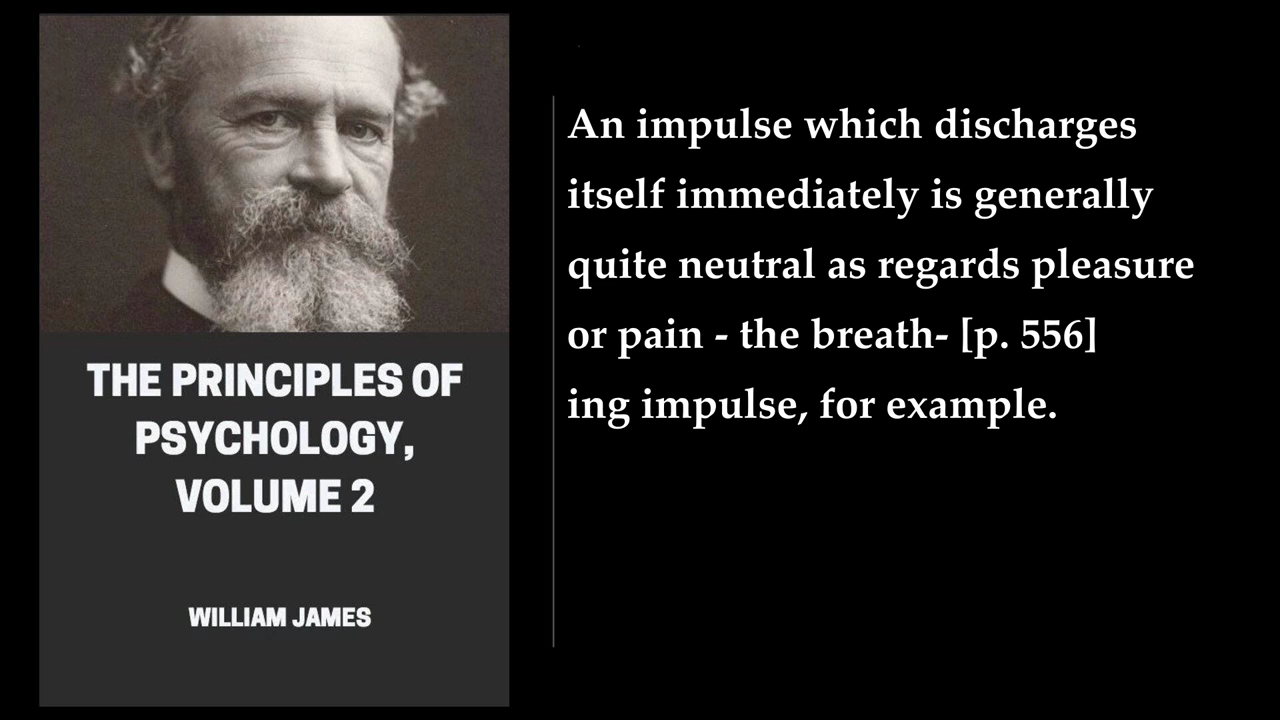 THE PRINCIPLES OF
PSYCHOLOGY,
VOLUME 2
WILLIAM JAMES
An impulse which discharges
itself immediately is generally
quite neutral as regards pleasure
or pain - the breath- [p. 556]
ing impulse, for example.